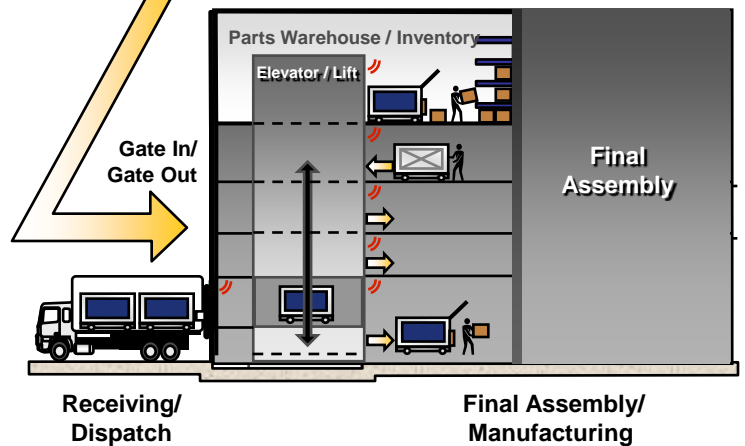 Parts Warehouse / Inventory
Elevator / Lift
Gate In/
Gate Out
Final
Assembly
Receiving/
Dispatch
Final Assembly/
Manufacturing